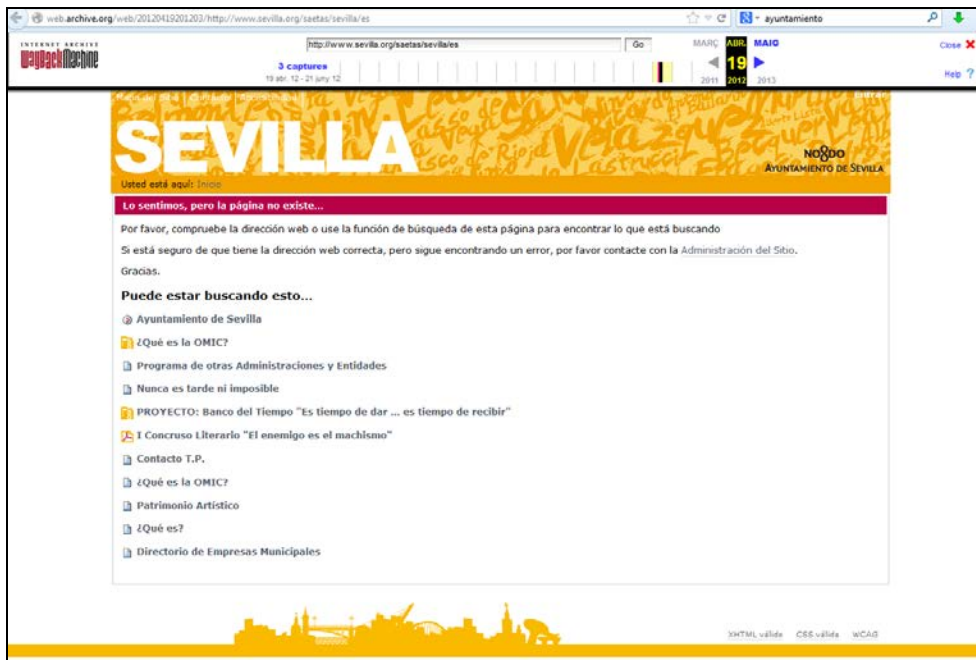 web.archive.org/web/20120419201203/http://www.sevilla.org/saetas/sevilla/es
ayuntamiento
INTERNET ARCHIVE
WayBackMachine
http://www.sevilla.org/saetas/sevilla/es
Go
3 captures
19 abr. 12 - 21 juny 12
MARÇ ABR. MAIG
19
2011 2012 2013
Close
Help ?
SEVILLA
NO8DO
AYUNTAMIENTO DE SEVILLA
Usted está aquí: Inicio
Lo sentimos, pero la página no existe...
Por favor, compruebe la dirección web o use la función de búsqueda de esta página para encontrar lo que está buscando
Si está seguro de que tiene la dirección web correcta, pero sigue encontrando un error, por favor contacte con la Administración del Sitio.
Gracias.
Puede estar buscando esto...
Ayuntamiento de Sevilla
¿Qué es la OMIC?
Programa de otras Administraciones y Entidades
Nunca es tarde ni imposible
PROYECTO: Banco del Tiempo "Es tiempo de dar ... es tiempo de recibir"
I Concruso Literario "El enemigo es el machismo"
Contacto T.P.
¿Qué es la OMIC?
Patrimonio Artístico
¿Qué es?
Directorio de Empresas Municipales
XHTML válido CSS válido WCAG